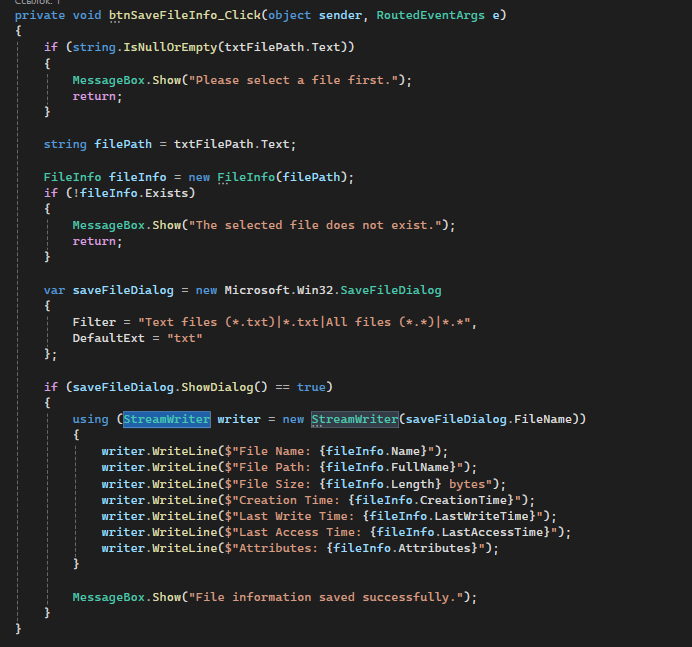 Ссылок: 1
private void btnSaveFileInfo_Click(object sender, RoutedEventArgs e)
{
    if (string.IsNullOrEmpty(txtFilePath.Text))
    {
        MessageBox.Show("Please select a file first.");
        return;
    }

    string filePath = txtFilePath.Text;

    FileInfo fileInfo = new FileInfo(filePath);
    if (!fileInfo.Exists)
    {
        MessageBox.Show("The selected file does not exist.");
        return;
    }

    var saveFileDialog = new Microsoft.Win32.SaveFileDialog
    {
        Filter = "Text files (*.txt)|*.txt|All files (*.*)|*.*",
        DefaultExt = "txt"
    };

    if (saveFileDialog.ShowDialog() == true)
    {
        using (StreamWriter writer = new StreamWriter(saveFileDialog.FileName))
        {
            writer.WriteLine($"File Name: {fileInfo.Name}");
            writer.WriteLine($"File Path: {fileInfo.FullName}");
            writer.WriteLine($"File Size: {fileInfo.Length} bytes");
            writer.WriteLine($"Creation Time: {fileInfo.CreationTime}");
            writer.WriteLine($"Last Write Time: {fileInfo.LastWriteTime}");
            writer.WriteLine($"Last Access Time: {fileInfo.LastAccessTime}");
            writer.WriteLine($"Attributes: {fileInfo.Attributes}");
        }

        MessageBox.Show("File information saved successfully.");
    }
}